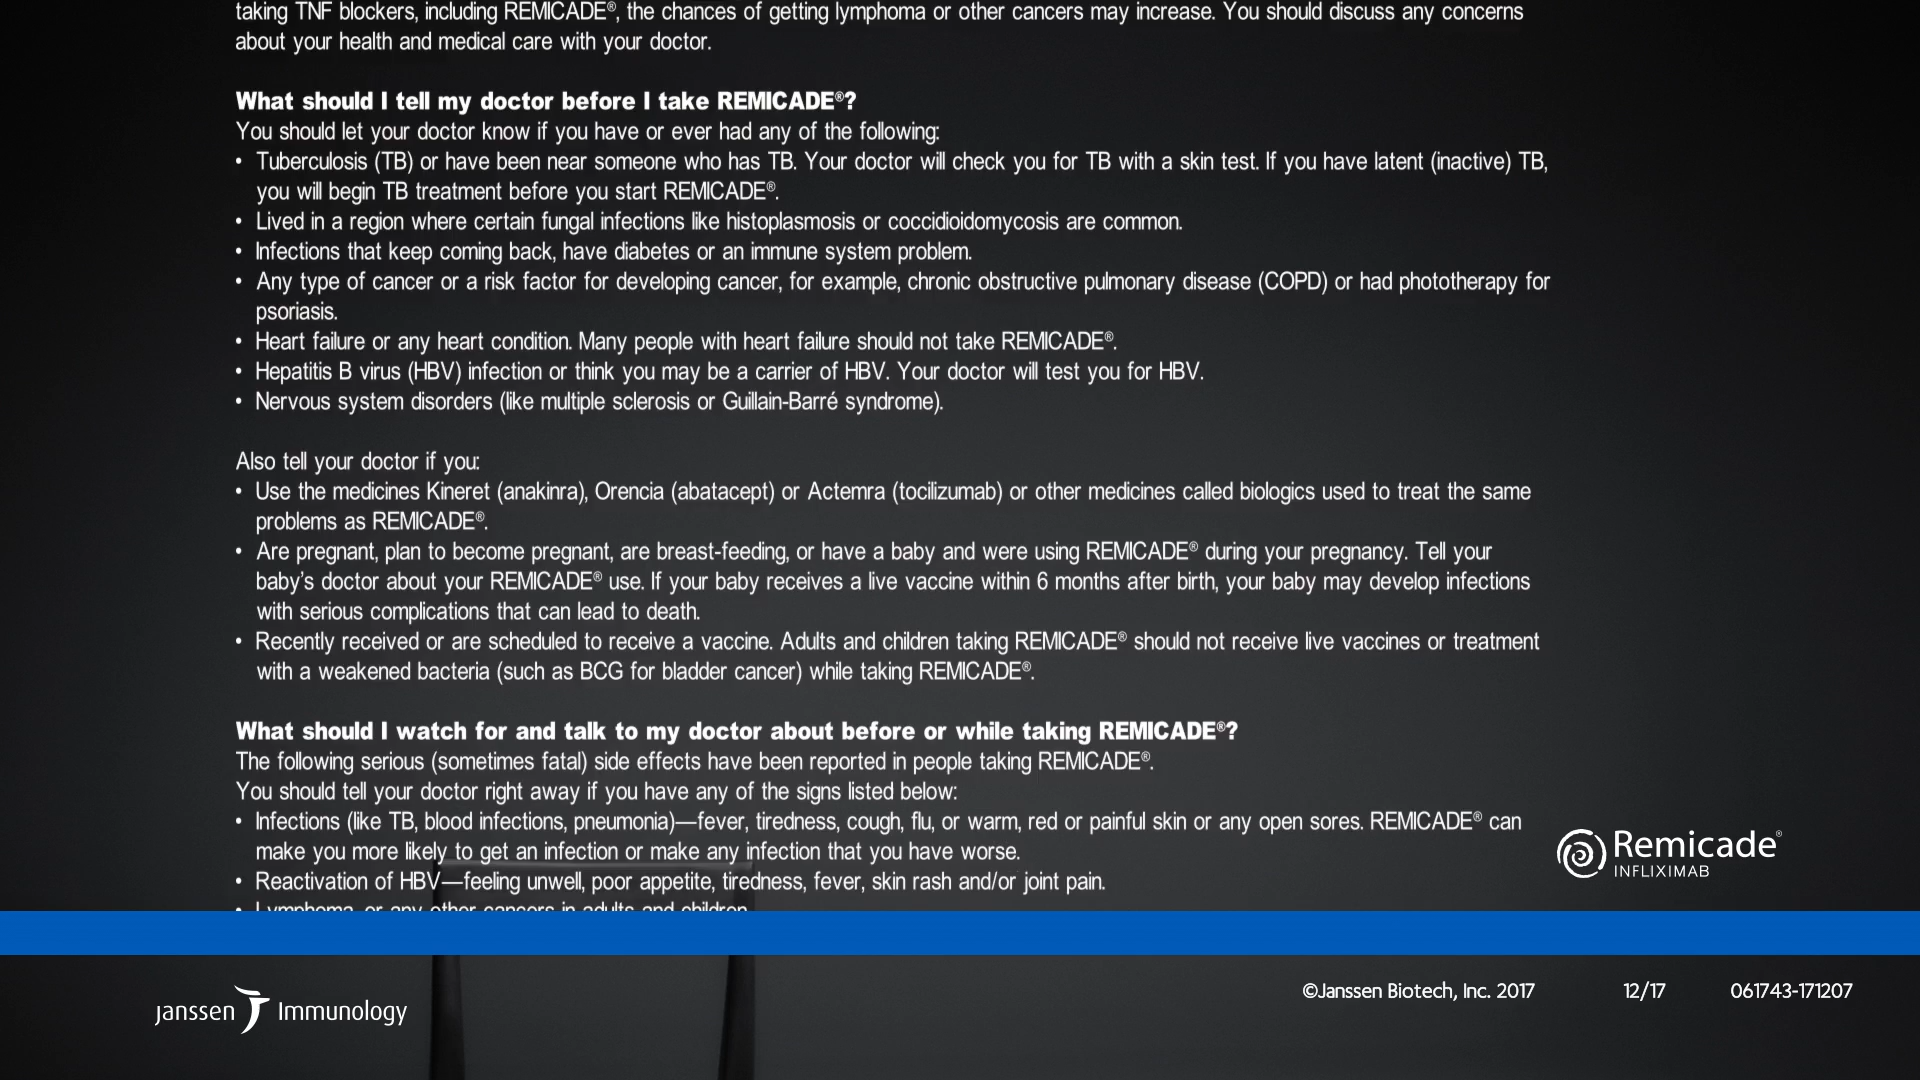 taking TNF blockers, including REMICADE®, the chances of getting lymphoma or other cancers may increase. You should discuss any concerns
about your health and medical care with your doctor.
What should I tell my doctor before I take REMICADE®?
You should let your doctor know if you have or ever had any of the following:
• Tuberculosis (TB) or have been near someone who has TB. Your doctor will check you for TB with a skin test. If you have latent (inactive) TB,
you will begin TB treatment before you start REMICADE®.
• Lived in a region where certain fungal infections like histoplasmosis or coccidioidomycosis are common.
• Infections that keep coming back, have diabetes or an immune system problem.
• Any type of cancer or a risk factor for developing cancer, for example, chronic obstructive pulmonary disease (COPD) or had phototherapy for
psoriasis.
• Heart failure or any heart condition. Many people with heart failure should not take REMICADE®.
• Hepatitis B virus (HBV) infection or think you may be a carrier of HBV. Your doctor will test you for HBV.
• Nervous system disorders (like multiple sclerosis or Guillain-Barré syndrome).
Also tell your doctor if you:
• Use the medicines Kineret (anakinra), Orencia (abatacept) or Actemra (tocilizumab) or other medicines called biologics used to treat the same
problems as REMICADE®.
• Are pregnant, plan to become pregnant, are breast-feeding, or have a baby and were using REMICADE® during your pregnancy. Tell your
baby’s doctor about your REMICADE® use. If your baby receives a live vaccine within 6 months after birth, your baby may develop infections
with serious complications that can lead to death.
• Recently received or are scheduled to receive a vaccine. Adults and children taking REMICADE® should not receive live vaccines or treatment
with a weakened bacteria (such as BCG for bladder cancer) while taking REMICADE®.
What should I watch for and talk to my doctor about before or while taking REMICADE®?
The following serious (sometimes fatal) side effects have been reported in people taking REMICADE®.
You should tell your doctor right away if you have any of the signs listed below:
• Infections (like TB, blood infections, pneumonia)—fever, tiredness, cough, flu, or warm, red or painful skin or any open sores. REMICADE® can
make you more likely to get an infection or make any infection that you have worse.
• Reactivation of HBV—feeling unwell, poor appetite, tiredness, fever, skin rash and/or joint pain.
• Lymphoma, or any other cancers in adults and children
Remicade®
INFLIXIMAB
janssen Immunology
©Janssen Biotech, Inc. 2017 12/17 061743-171207